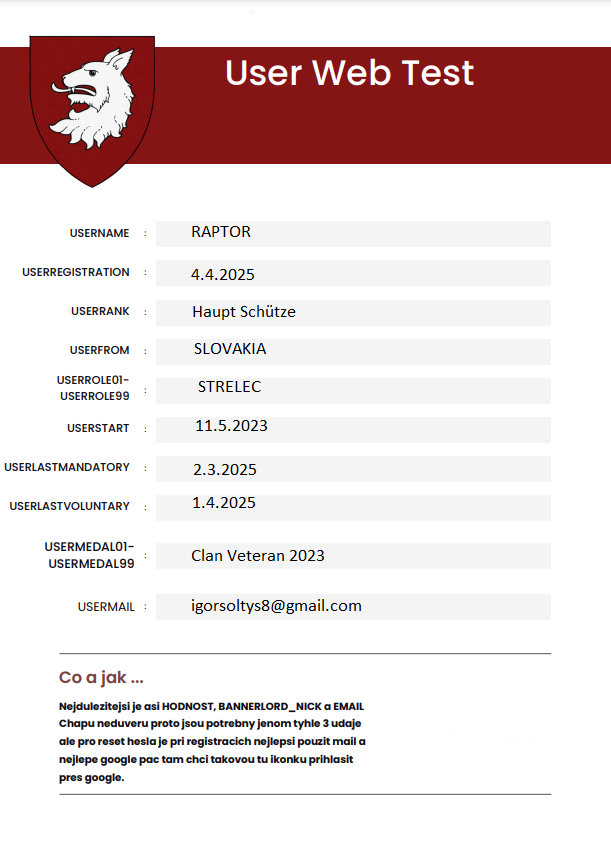 User Web Test
USERNAME : RAPTOR
USERREGISTRATION : 4.4.2025
USERRANK : Haupt Schütze
USERFROM : SLOVAKIA
USERROLE01-
USERROLE99 : STRELEC
USERSTART : 11.5.2023
USERLASTMANDATORY : 2.3.2025
USERLASTVOLUNTARY : 1.4.2025
USERMEDAL01-
USERMEDAL99 : Clan Veteran 2023
USERMAIL : igorsoltys8@gmail.com
Co a jak ...
Nejdulezitejsi je asi HODNOST, BANNERLORD_NICK a EMAIL
Chapu neduveru proto jsou potrebny jenom tyhle 3 udaje
ale pro reset hesla je pri registracich nejlepsi pouzit mail a
nejlepe google pac tam chci takovou tu ikonku prihlasit
pres google.